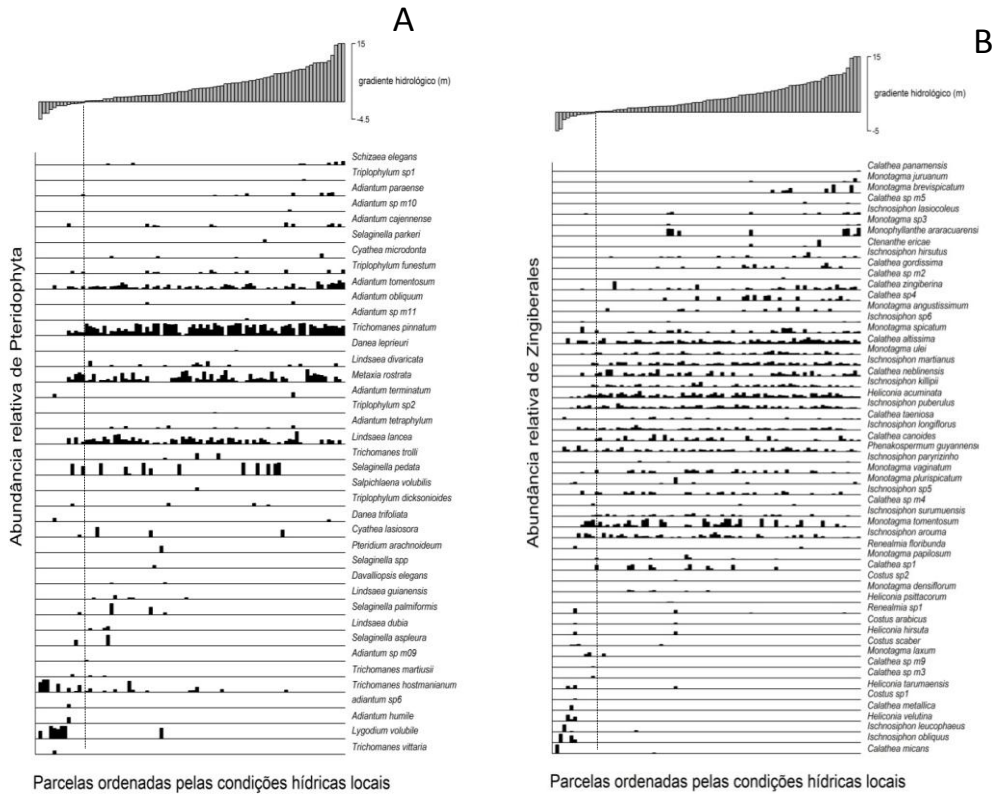 A
15
gradiente hidrológico (m)
-4.5
Abundância relativa de Pteridophyta
Schizaea elegans
Triplophylum sp1
Adiantum paraense
Adiantum sp m10
Adiantum cajennense
Selaginella parkeri
Cyathea microdonta
Triplophylum funestum
Adiantum tomentosum
Adiantum obliquum
Adiantum sp m11
Trichomanes pinnatum
Danea leprieuri
Lindsaea divaricata
Metaxia rostrata
Adiantum terminatum
Triplophylum sp2
Adiantum tetraphylum
Lindsaea lancea
Trichomanes trolli
Selaginella pedata
Salpichlaena volubilis
Triplophylum dicksonioides
Danea trifoliata
Cyathea lasiosora
Pteridium arachnoideum
Selaginella spp
Davalliopsis elegans
Lindsaea guianensis
Selaginella palmiformis
Lindsaea dubia
Selaginella aspleura
Adiantum sp m09
Trichomanes martiusii
Trichomanes hostmanianum
adiantum sp6
Adiantum humile
Lygodium volubile
Trichomanes vittaria
Parcelas ordenadas pelas condições hídricas locais
B
15
gradiente hidrológico (m)
-5
Abundância relativa de Zingiberales
Calathea panamensis
Monotagma juruanum
Monotagma brevispicatum
Calathea sp m5
Ischnosiphon lasiocoleus
Monotagma sp3
Monophyllanthe araracuarensi
Ctenanthe ericae
Ischnosiphon hirsutus
Calathea gordissima
Calathea sp m2
Calathea zingiberina
Calathea sp4
Monotagma angustissimum
Ischnosiphon sp6
Monotagma spicatum
Calathea altissima
Monotagma ulei
Ischnosiphon martianus
Calathea neblinensis
Ischnosiphon killipii
Heliconia acuminata
Ischnosiphon puberulus
Calathea taeniosa
Ischnosiphon longiflorus
Calathea canoides
Phenakospermum guyannense
Ischnosiphon paryrizinho
Monotagma vaginatum
Monotagma plurispicatum
Ischnosiphon sp5
Calathea sp m4
Ischnosiphon surumuensis
Monotagma tomentosum
Ischnosiphon arouma
Renealmia floribunda
Monotagma papilosum
Calathea sp1
Costus sp2
Monotagma densiflorum
Heliconia psittacorum
Renealmia sp1
Costus arabicus
Heliconia hirsuta
Costus scaber
Monotagma laxum
Calathea sp m9
Calathea sp m3
Heliconia tarumaensis
Costus sp1
Calathea metallica
Heliconia velutina
Ischnosiphon leucophaeus
Ischnosiphon obliquus
Calathea micans
Parcelas ordenadas pelas condições hídricas locais